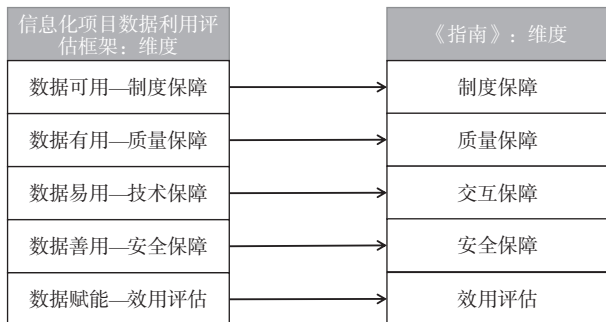 信息化项目数据利用评
估框架：维度
《指南》：维度
数据可用—制度保障
制度保障
数据有用—质量保障
质量保障
数据易用—技术保障
交互保障
数据善用—安全保障
安全保障
数据赋能—效用评估
效用评估